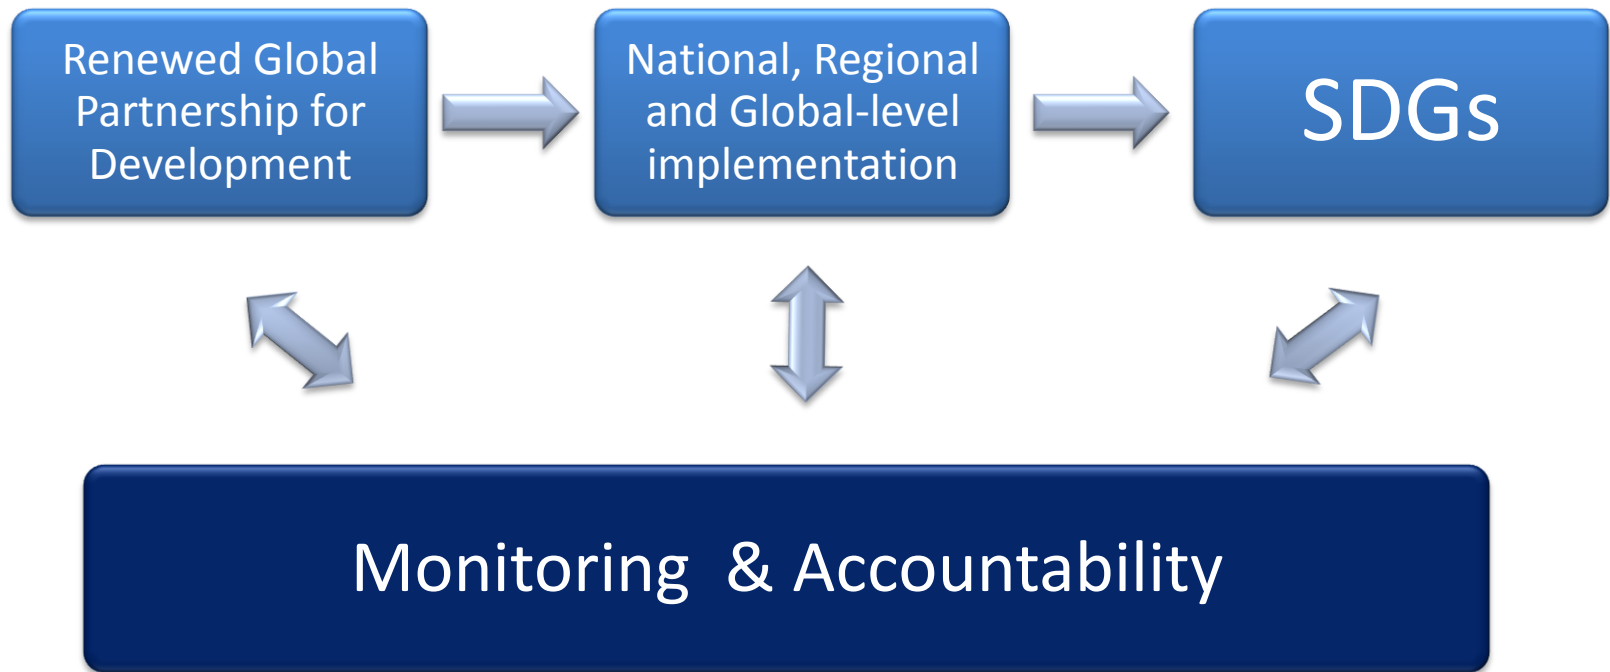 Renewed Global
Partnership for
Development
National, Regional
and Global-level
implementation
SDGs
Monitoring & Accountability